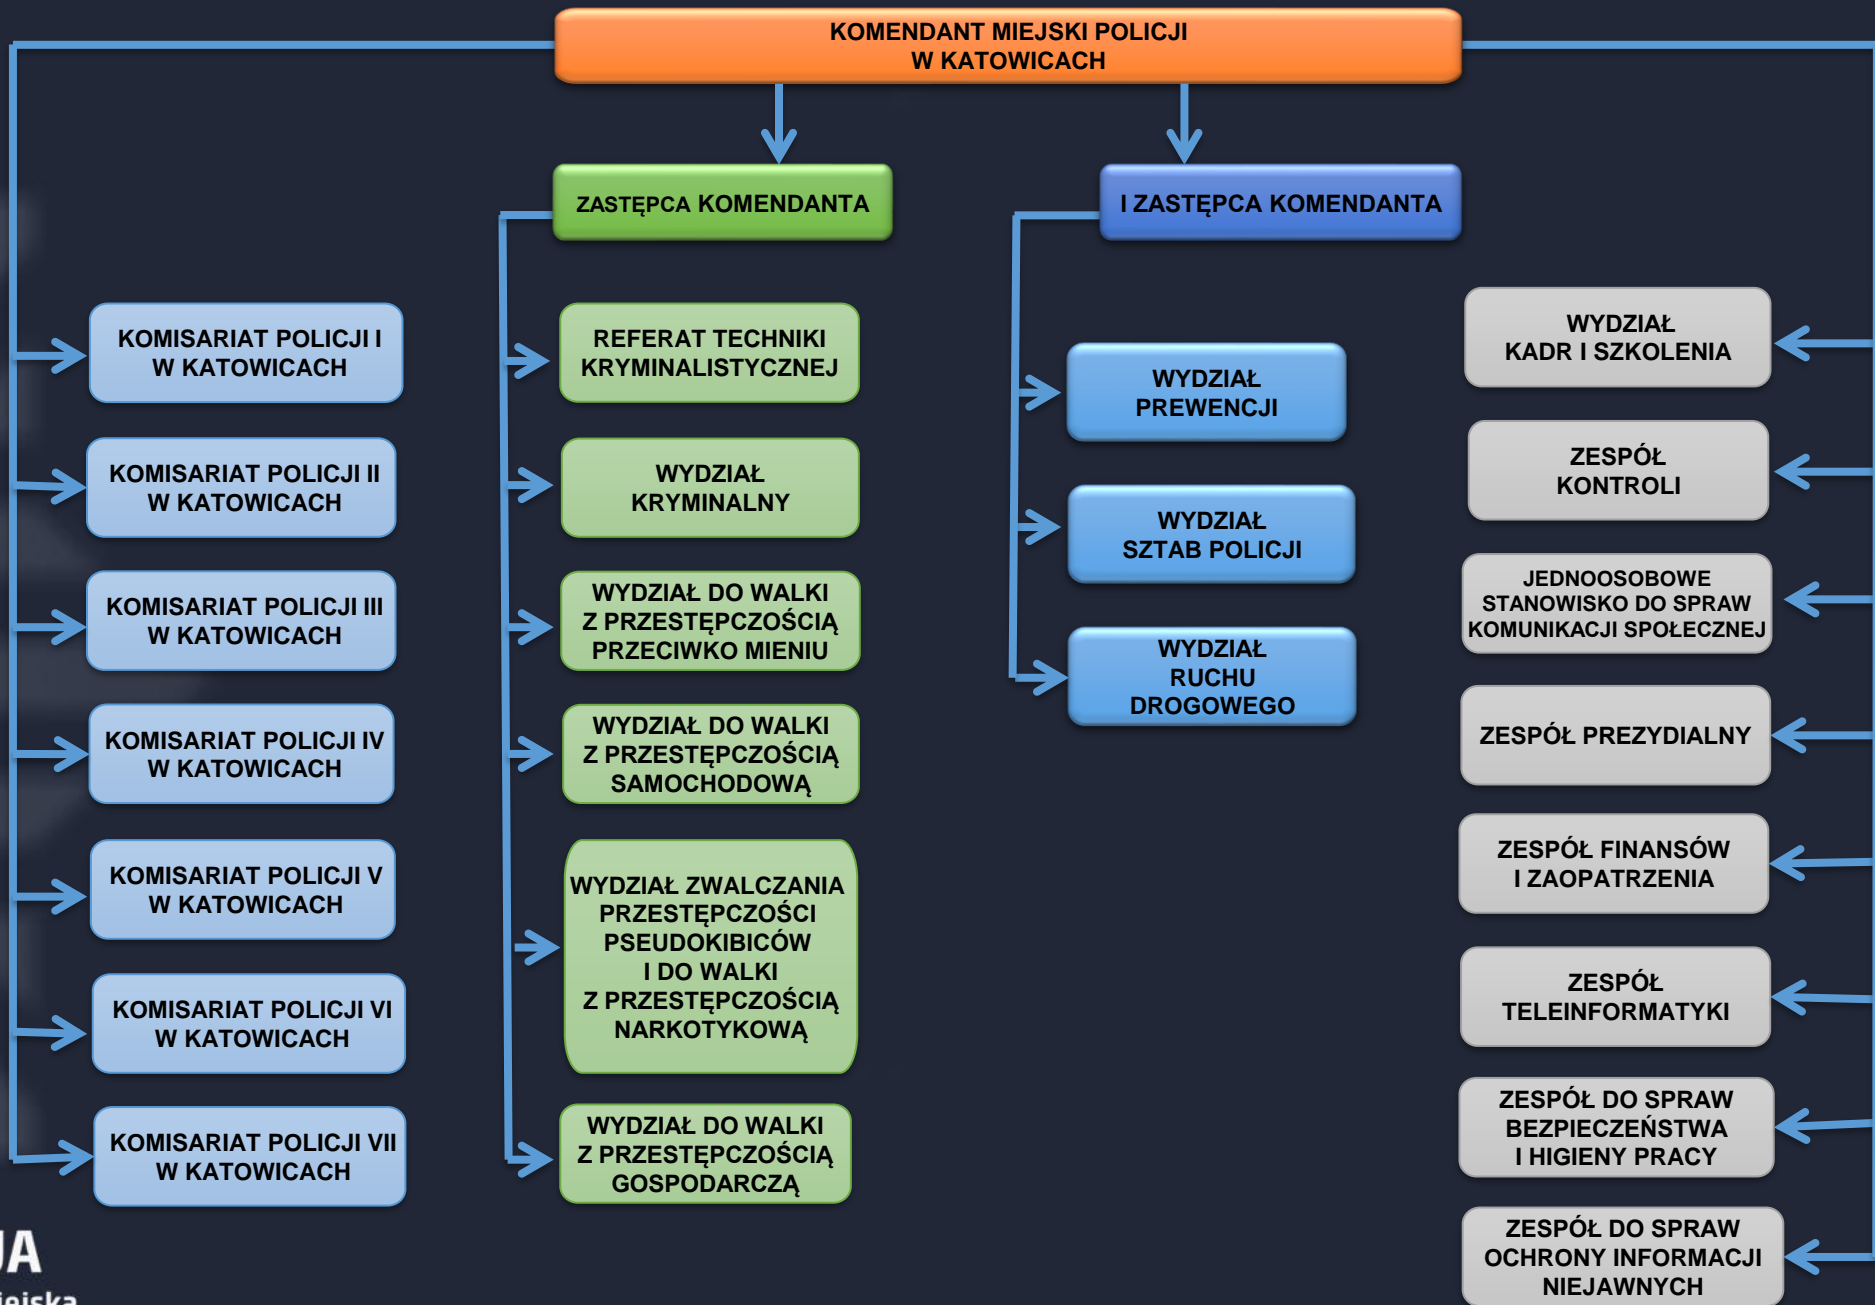 KOMENDANT MIEJSKI POLICJI
W KATOWICACH
ZASTĘPCA KOMENDANTA
I ZASTĘPCA KOMENDANTA
KOMISARIAT POLICJI I
W KATOWICACH
KOMISARIAT POLICJI II
W KATOWICACH
KOMISARIAT POLICJI III
W KATOWICACH
KOMISARIAT POLICJI IV
W KATOWICACH
KOMISARIAT POLICJI V
W KATOWICACH
KOMISARIAT POLICJI VI
W KATOWICACH
KOMISARIAT POLICJI VII
W KATOWICACH
REFERAT TECHNIKI
KRYMINALISTYCZNEJ
WYDZIAŁ
KRYMINALNY
WYDZIAŁ DO WALKI
Z PRZESTĘPCZOŚCIĄ
PRZECIWKO MIENIU
WYDZIAŁ DO WALKI
Z PRZESTĘPCZOŚCIĄ
SAMOCHODOWĄ
WYDZIAŁ ZWALCZANIA
PRZESTĘPCZOŚCI
PSEUDOKIBICÓW
I DO WALKI
Z PRZESTĘPCZOŚCIĄ
NARKOTYKOWĄ
WYDZIAŁ DO WALKI
Z PRZESTĘPCZOŚCIĄ
GOSPODARCZĄ
WYDZIAŁ
PREWENCJI
WYDZIAŁ
SZTAB POLICJI
WYDZIAŁ
RUCHU
DROGOWEGO
WYDZIAŁ
KADR I SZKOLENIA
ZESPÓŁ
KONTROLI
JEDNOOSOBOWE
STANOWISKO DO SPRAW
KOMUNIKACJI SPOŁECZNEJ
ZESPÓŁ PREZYDIALNY
ZESPÓŁ FINANSÓW
I ZAOPATRZENIA
ZESPÓŁ
TELEINFORMATYKI
ZESPÓŁ DO SPRAW
BEZPIECZEŃSTWA
I HIGIENY PRACY
ZESPÓŁ DO SPRAW
OCHRONY INFORMACJI
NIEJAWNYCH